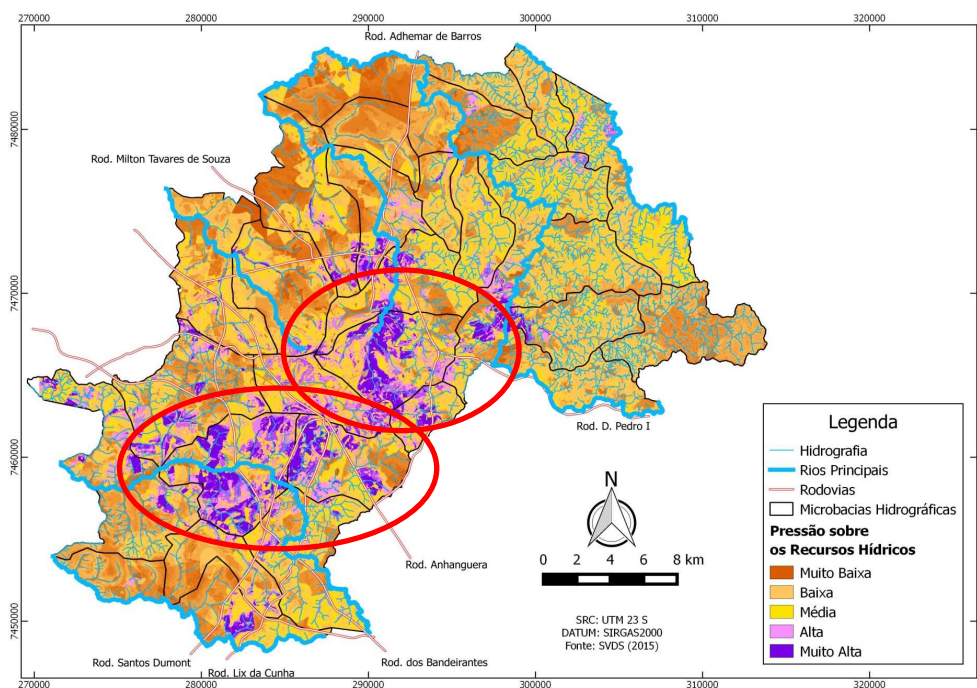 270000
280000
290000
300000
310000
320000
Rod. Adhemar de Barros
7480000
Rod. Milton Tavares de Souza
7470000
Rod. D. Pedro I
7460000
Rod. Anhanguera
7450000
Rod. Santos Dumont
Rod. dos Bandeirantes
Rod. Lix da Cunha
N
0 2 4 6 8 km
SRC: UTM 23 S
DATUM: SIRGAS2000
Fonte: SVDS (2015)
Legenda
Hidrografia
Rios Principais
Rodovias
Microbacias Hidrográficas
Pressão sobre
os Recursos Hídricos
Muito Baixa
Baixa
Média
Alta
Muito Alta
270000
280000
290000
300000
310000
320000